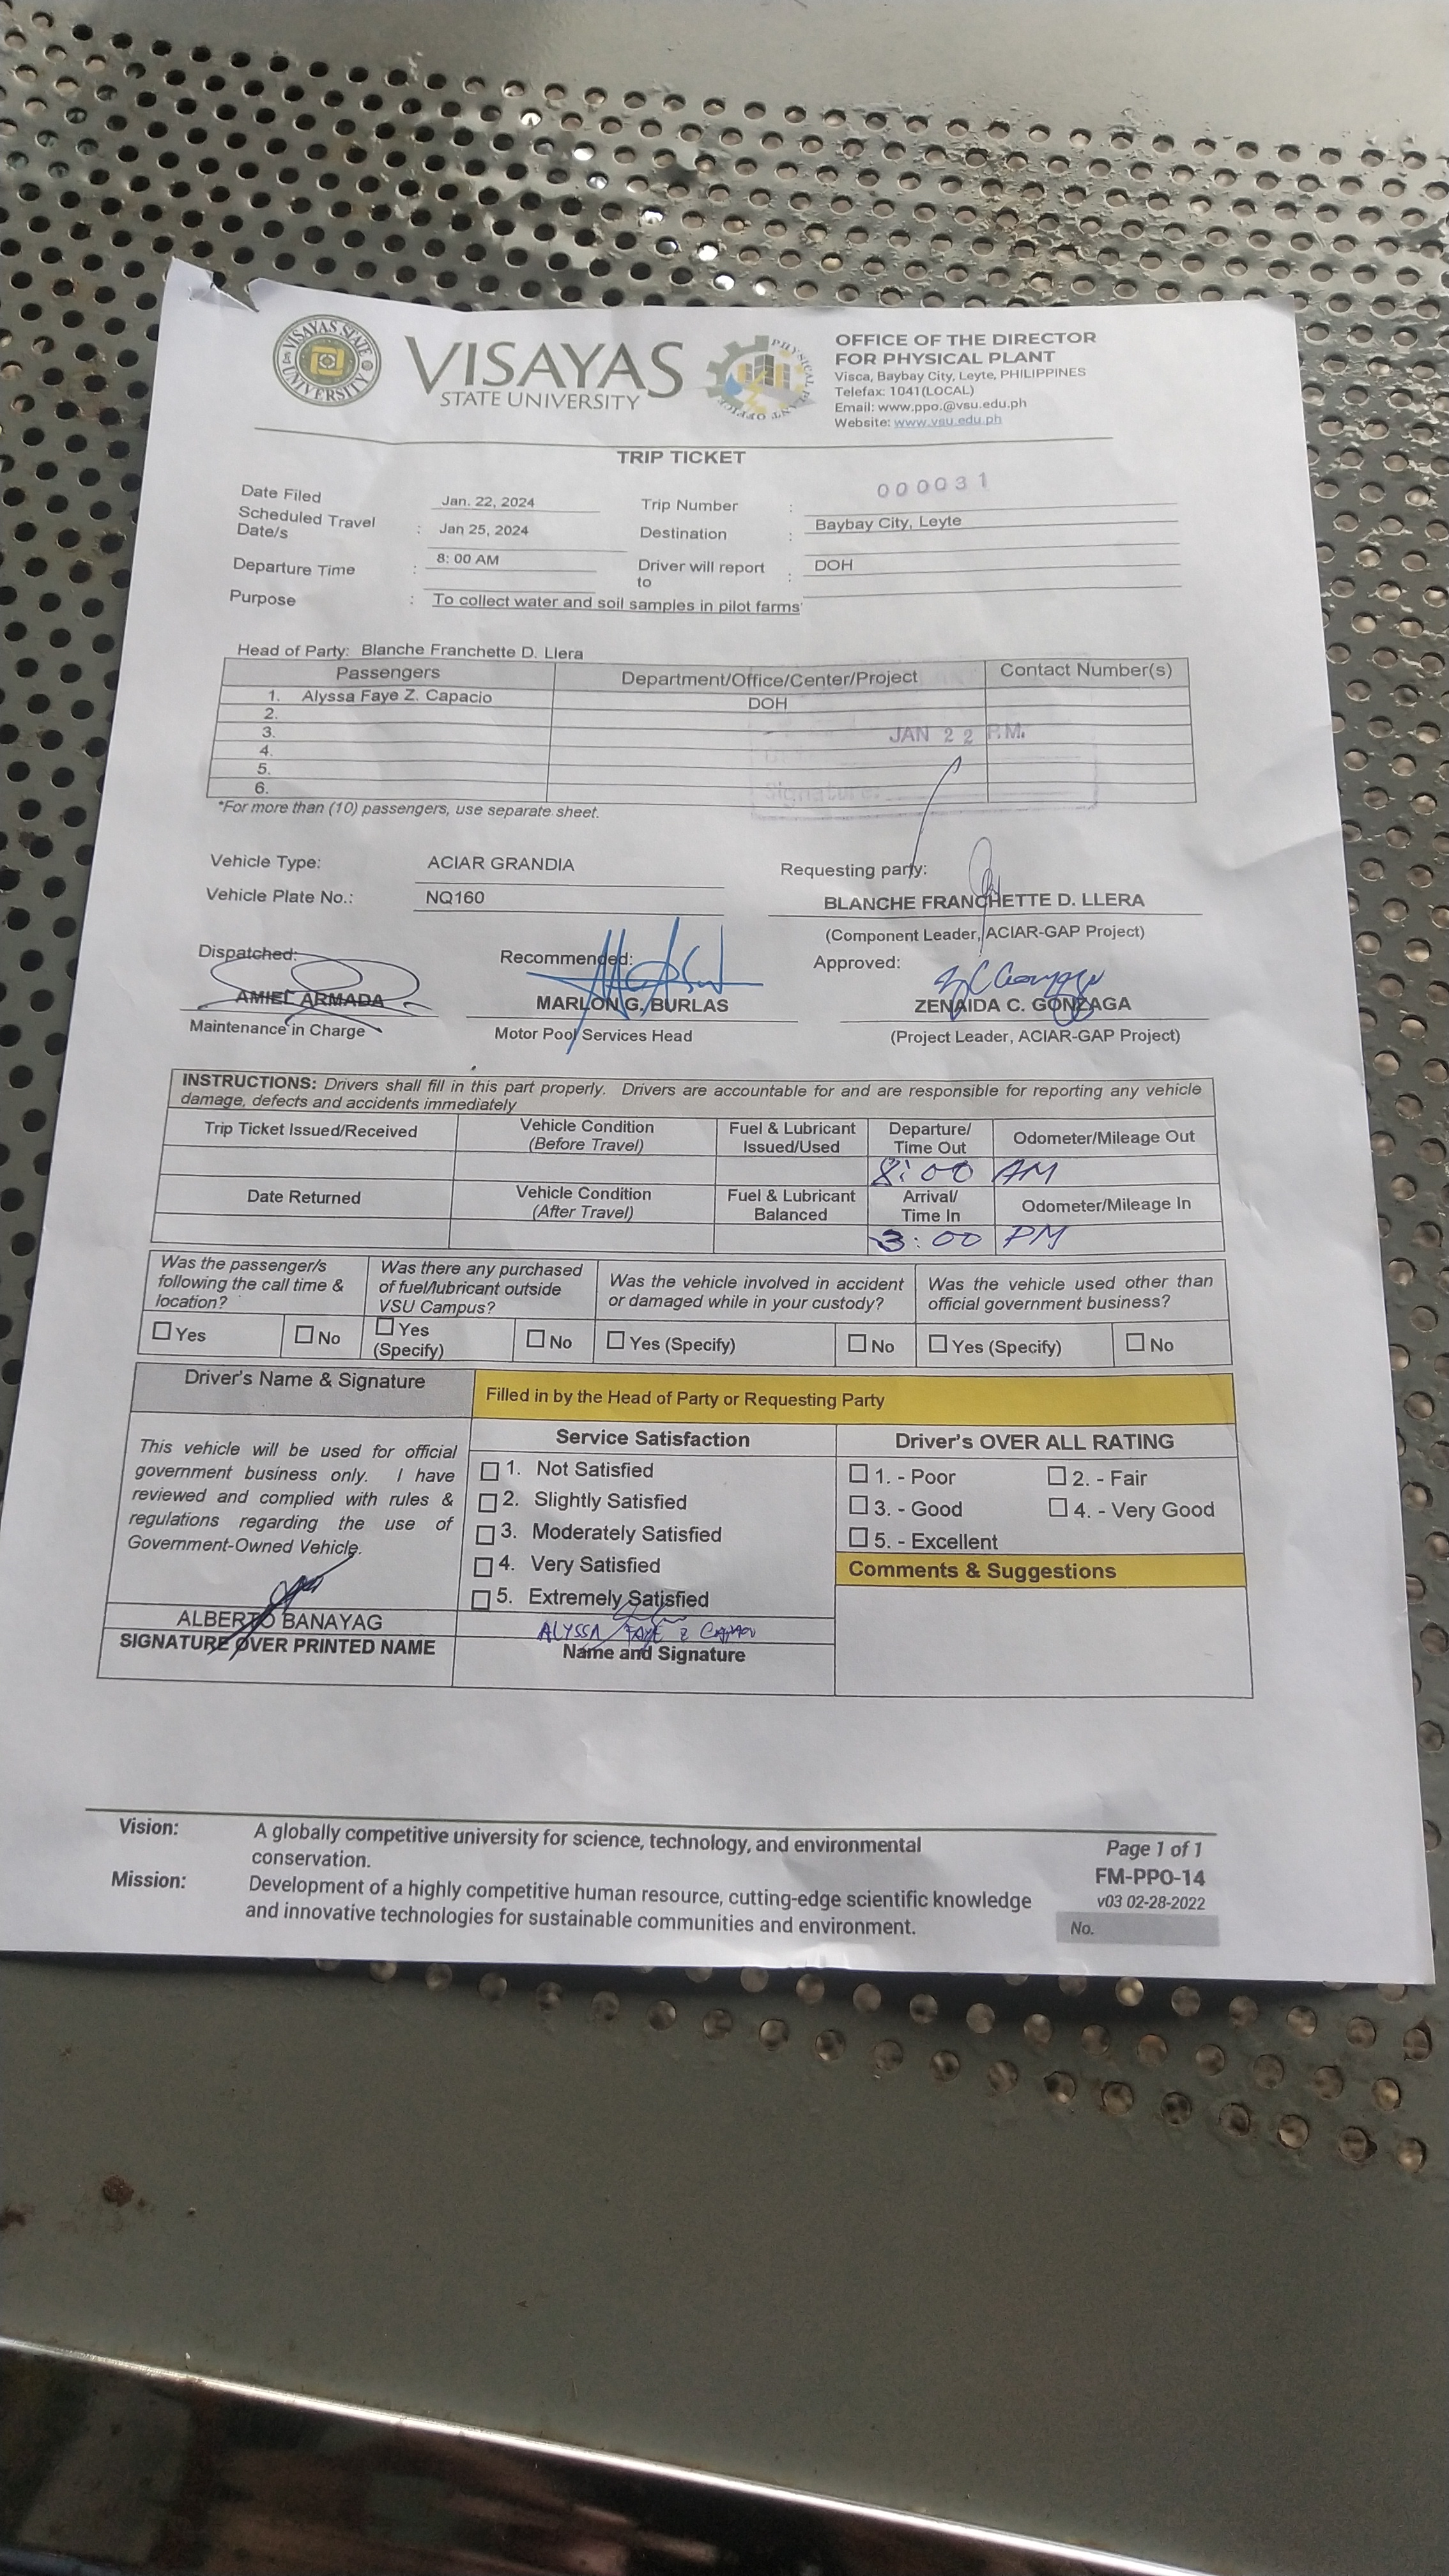 VISAYAS STATE UNIVERSITY
VISAYAS
STATE UNIVERSITY
PHYSICAL PLANT OFFICE
OFFICE OF THE DIRECTOR
FOR PHYSICAL PLANT
Visca, Baybay City, Leyte, PHILIPPINES
Telefax: 1041(LOCAL)
Email: www.ppo.@vsu.edu.ph
Website: www.vsu.edu.ph
TRIP TICKET
Date Filed Jan. 22, 2024 Trip Number : 000031
Scheduled Travel Date/s : Jan 25, 2024 Destination : Baybay City, Leyte
Departure Time : 8: 00 AM Driver will report to : DOH
Purpose : To collect water and soil samples in pilot farms
Head of Party: Blanche Franchette D. Llera
Passengers Department/Office/Center/Project Contact Number(s)
1. Alyssa Faye Z. Capacio DOH
2.
3.
JAN 22 P.M.
4.
5.
6.
Signature:
*For more than (10) passengers, use separate sheet.
Vehicle Type: ACIAR GRANDIA Requesting party:
Vehicle Plate No.: NQ160 BLANCHE FRANCHETTE D. LLERA
(Component Leader, ACIAR-GAP Project)
Dispatched: Recommended: Approved:
AMIEL ARMADA MARLON G. BURLAS ZENAIDA C. GONZAGA
Maintenance in Charge Motor Pool Services Head (Project Leader, ACIAR-GAP Project)
INSTRUCTIONS: Drivers shall fill in this part properly. Drivers are accountable for and are responsible for reporting any vehicle
damage, defects and accidents immediately
Trip Ticket Issued/Received Vehicle Condition (Before Travel) Fuel & Lubricant Issued/Used Departure/ Time Out Odometer/Mileage Out
8:00 AM
Date Returned Vehicle Condition (After Travel) Fuel & Lubricant Balanced Arrival/ Time In Odometer/Mileage In
3:00 PM
Was the passenger/s following the call time & location? Was there any purchased of fuel/lubricant outside VSU Campus? Was the vehicle involved in accident or damaged while in your custody? Was the vehicle used other than official government business?
Yes No Yes (Specify) No Yes (Specify) No Yes (Specify) No
Driver's Name & Signature Filled in by the Head of Party or Requesting Party
This vehicle will be used for official
government business only. I have
reviewed and complied with rules &
regulations regarding the use of
Government-Owned Vehicle.
ALBERTO BANAYAG
SIGNATURE OVER PRINTED NAME
Service Satisfaction
1. Not Satisfied
2. Slightly Satisfied
3. Moderately Satisfied
4. Very Satisfied
5. Extremely Satisfied
ALYSSA FAYE Z Capacio
Name and Signature
Driver's OVER ALL RATING
1. - Poor 2. - Fair
3. - Good 4. - Very Good
5. - Excellent
Comments & Suggestions
Vision: A globally competitive university for science, technology, and environmental
conservation.
Mission: Development of a highly competitive human resource, cutting-edge scientific knowledge
and innovative technologies for sustainable communities and environment.
Page 1 of 1
FM-PPO-14
v03 02-28-2022
No.